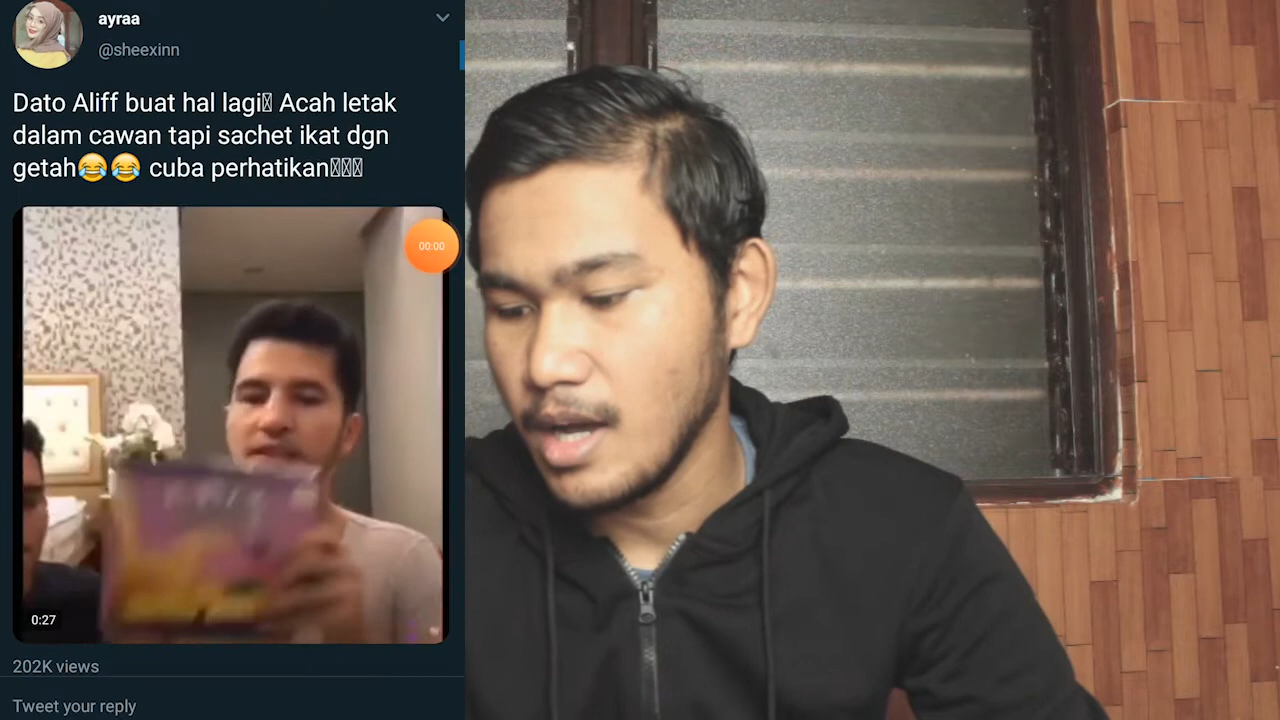 ayraa
@sheexinn
Dato Aliff buat hal lagi Acah letak
dalam cawan tapi sachet ikat dgn
getah😂😂 cuba perhatikan
00:00
0:27
202K views
Tweet your reply